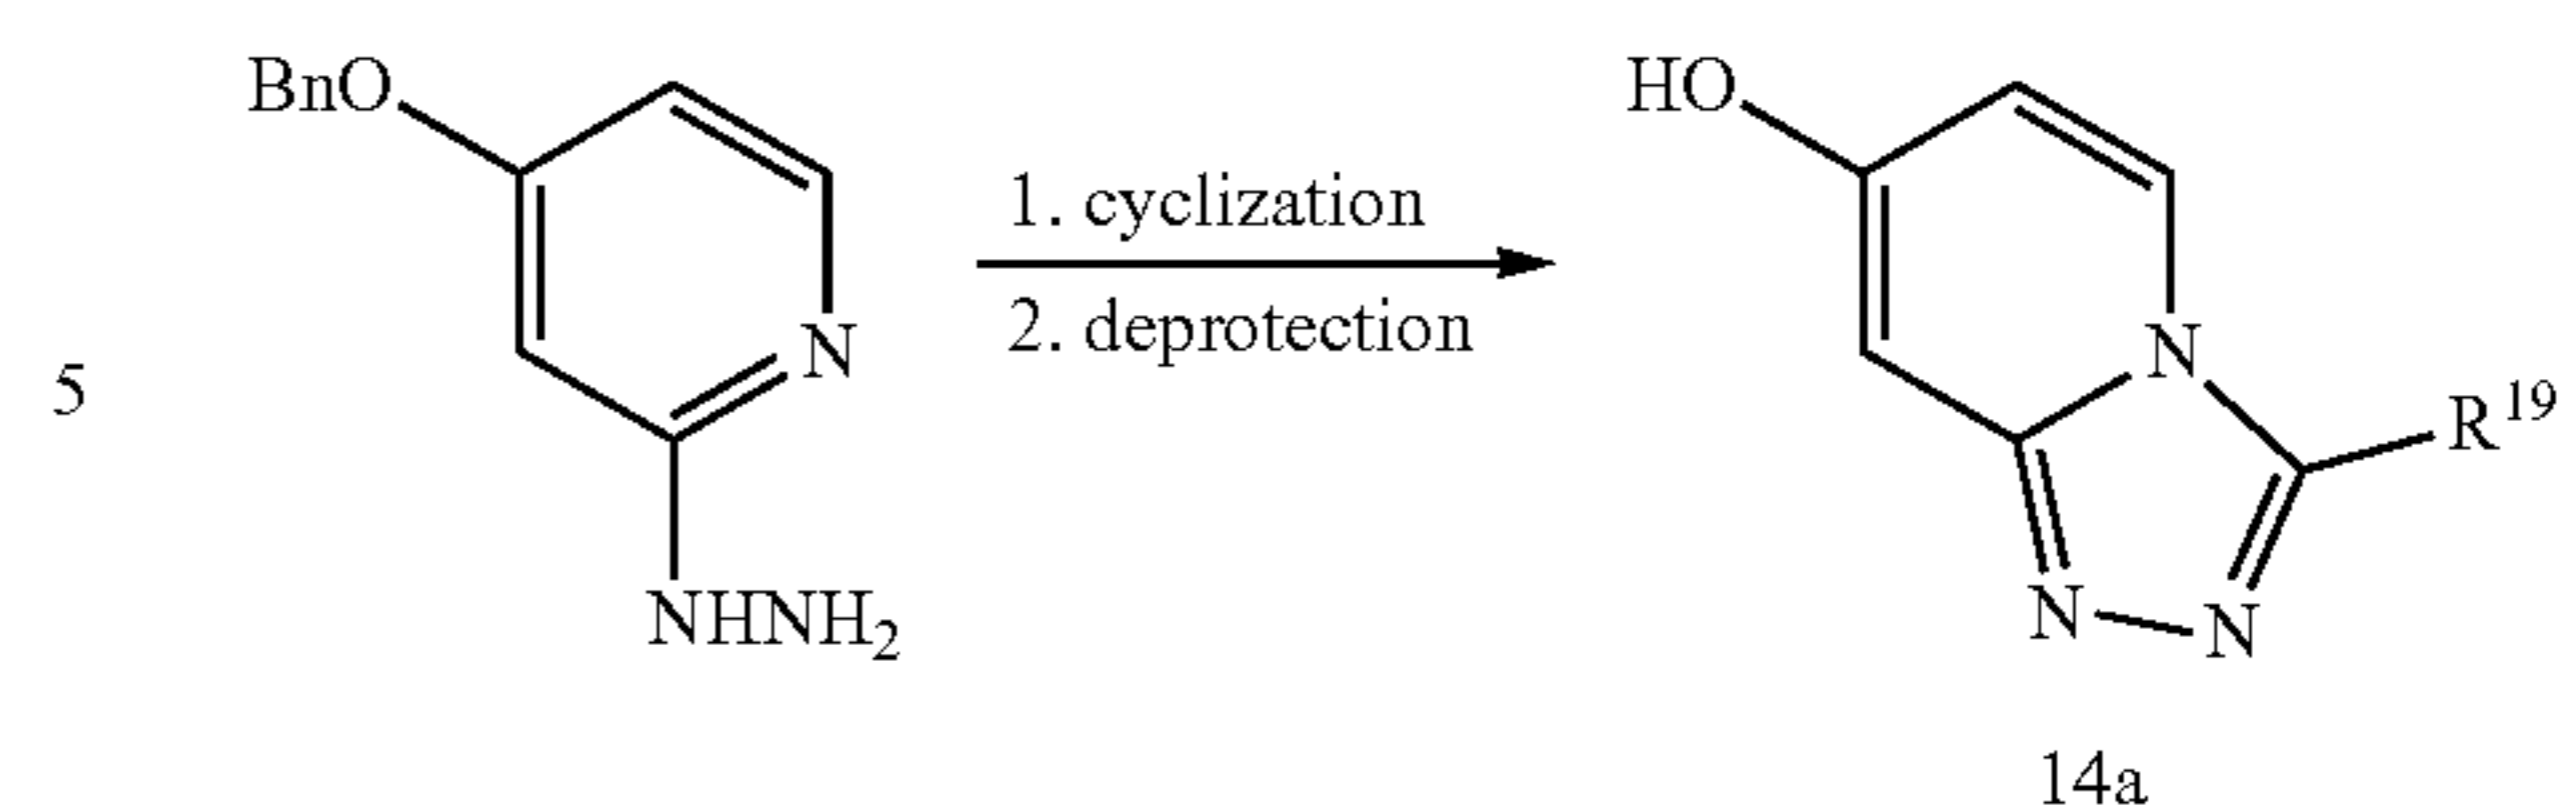 BnO
HO
1. cyclization
2. deprotection
N
N
5
R19
NHNH2
N
N
14a